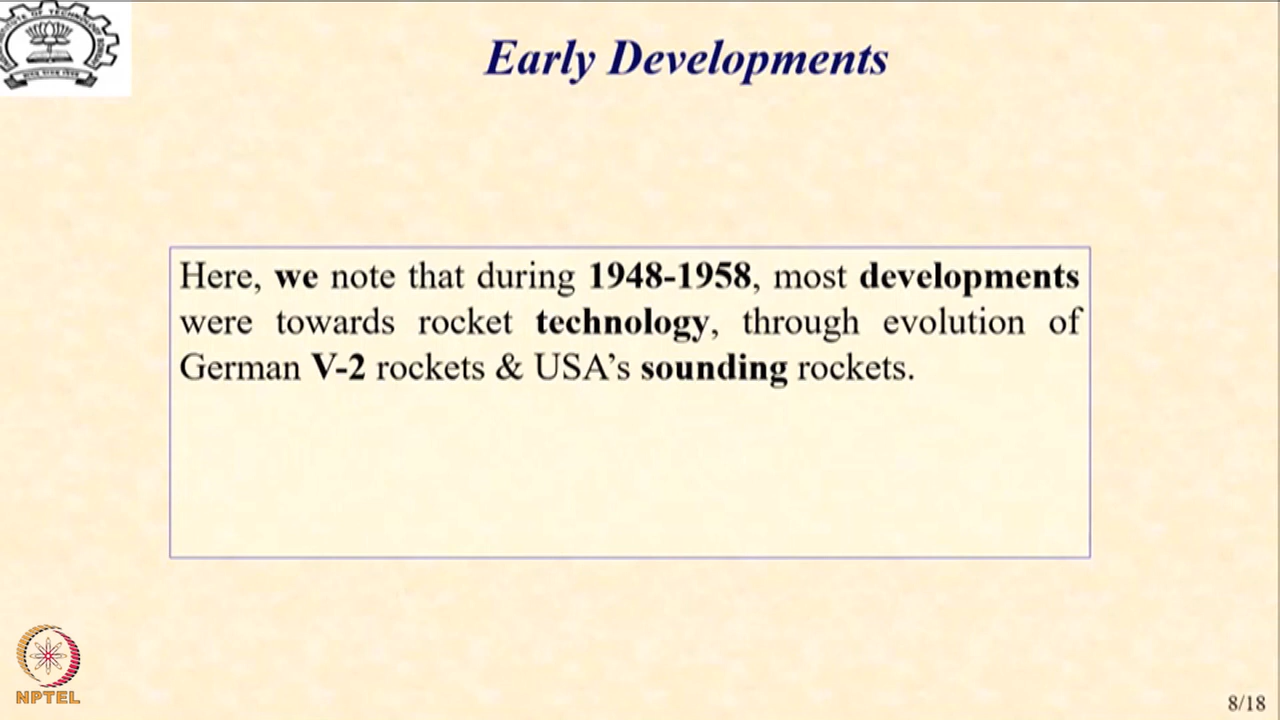 Early Developments
Here, we note that during 1948-1958, most developments
were towards rocket technology, through evolution of
German V-2 rockets & USA's sounding rockets.
NPTEL
8/18